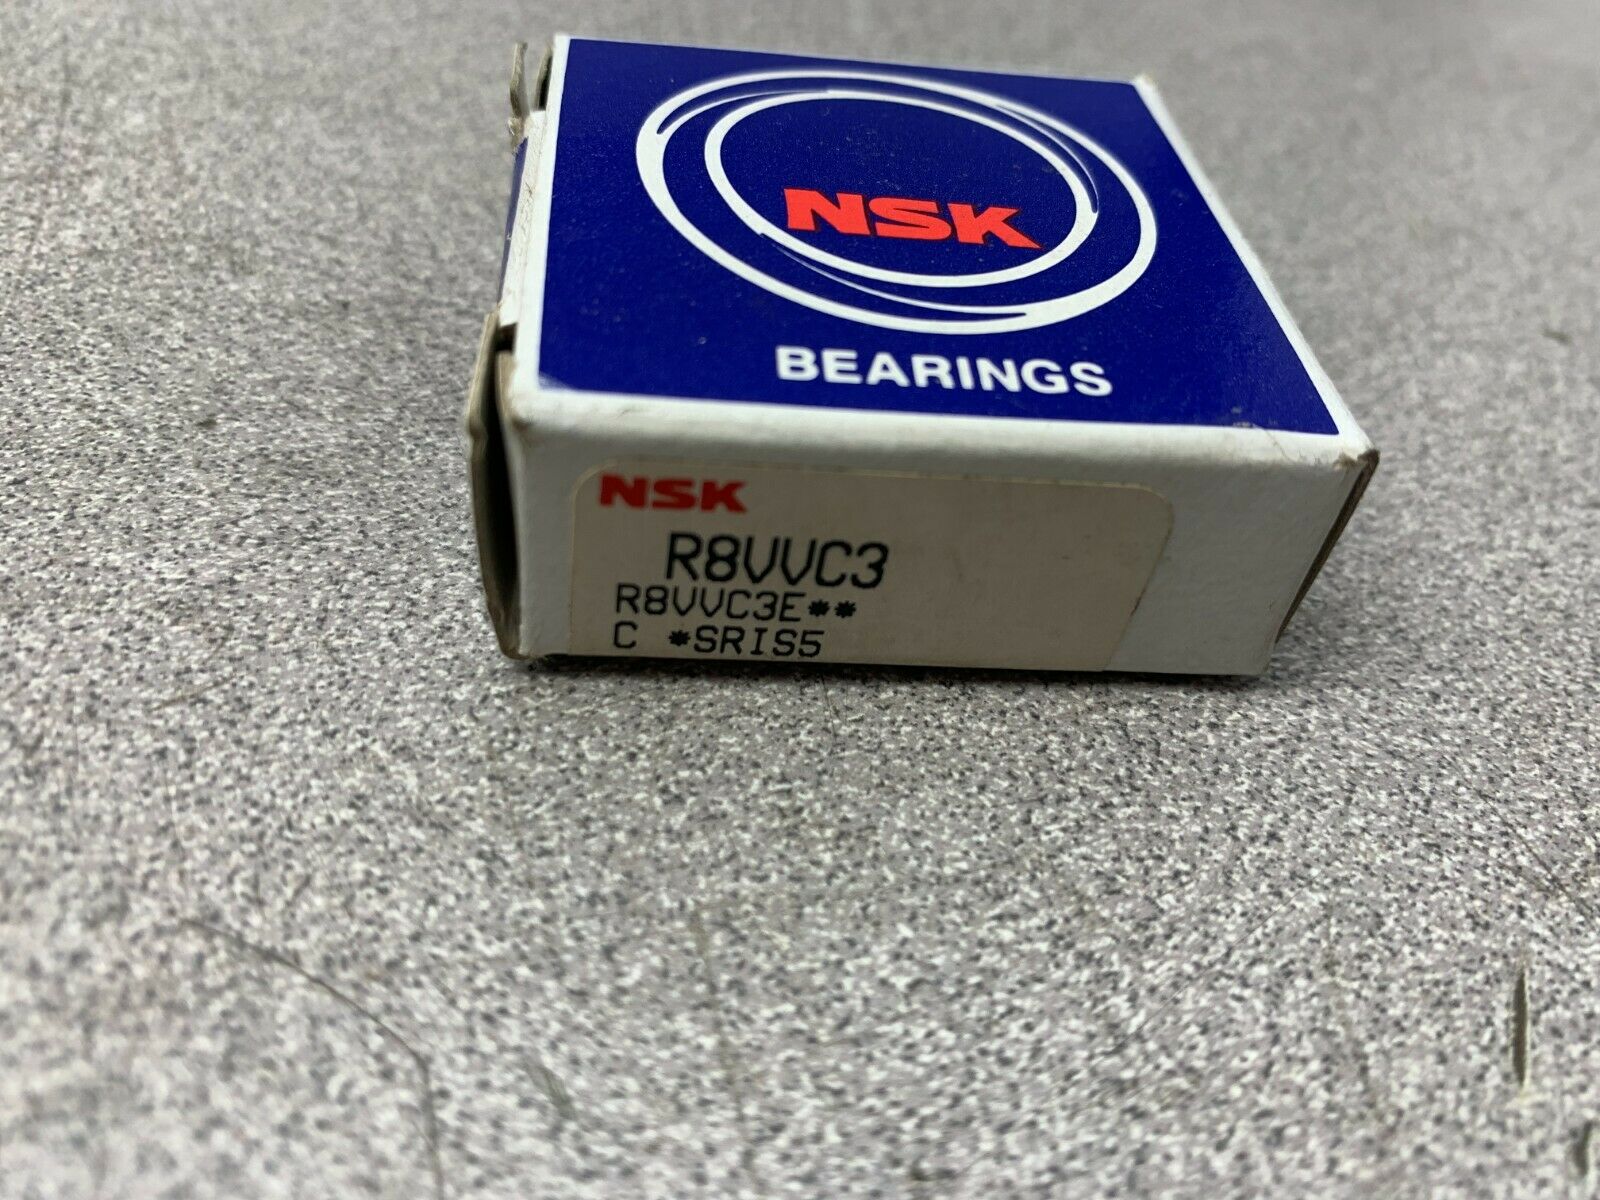 NSK
BEARINGS
NSK
R8VVC3
R8VVC3E**
C *SRIS5